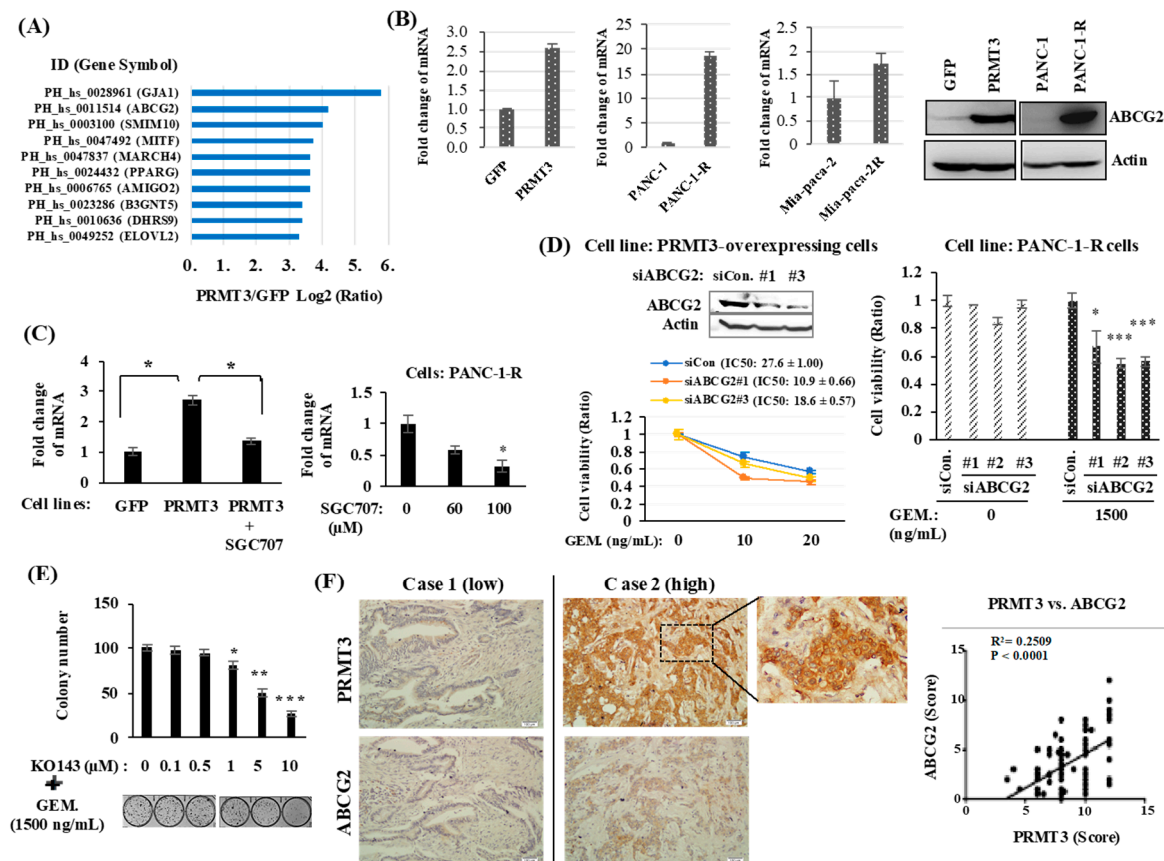 (A)
ID (Gene Symbol)
PH_hs_0028961 (GJA1)
PH_hs_0011514 (ABCG2)
PH_hs_0003100 (SMIM10)
PH_hs_0047492 (MITF)
PH_hs_0047837 (MARCH4)
PH_hs_0024432 (PPARG)
PH_hs_0006765 (AMIGO2)
PH_hs_0023286 (B3GNT5)
PH_hs_0010636 (DHRS9)
PH_hs_0049252 (ELOVL2)
0. 1. 2. 3. 4. 5. 6.
PRMT3/GFP Log2 (Ratio)
(B)
Fold change of mRNA
3.0
2.5
2.0
1.5
1.0
0.5
0.0
GFP
PRMT3
Fold change of mRNA
25
20
15
10
5
0
PANC-1
PANC-1-R
Fold change of mRNA
2.5
2
1.5
1
0.5
0
Mia-paca-2
Mia-paca-2R
GFP
PRMT3
PANC-1
PANC-1-R
ABCG2
Actin
(C)
Fold change
of mRNA
4
3
2
1
0
*
*
Cell lines:
GFP
PRMT3
PRMT3
+
SGC707
Cells: PANC-1-R
Fold change
of mRNA
1.5
1
0.5
0
*
SGC707: 0 60 100
(μM)
(D)
Cell line: PRMT3-overexpressing cells
siABCG2: siCon. #1 #3
ABCG2
Actin
siCon (IC50: 27.6 ± 1.00)
siABCG2#1 (IC50: 10.9 ± 0.66)
siABCG2#3 (IC50: 18.6 ± 0.57)
Cell viability (Ratio)
1.2
1
0.8
0.6
0.4
0.2
0
GEM. (ng/mL): 0 10 20
Cell line: PANC-1-R cells
Cell viability (Ratio)
1.2
1
0.8
0.6
0.4
0.2
0
*
***
***
siCon.
#1 #2 #3
siABCG2
siCon.
#1 #2 #3
siABCG2
GEM.:
(ng/mL)
0
1500
(E)
Colony number
150
100
50
0
*
**
***
KO143 (μM) : 0 0.1 0.5 1 5 10
+
GEM.
(1500 ng/mL)
(F)
Case 1 (low)
Case 2 (high)
PRMT3
ABCG2
PRMT3 vs. ABCG2
R²= 0.2509
P < 0.0001
ABCG2 (Score)
15
10
5
0
0 5 10 15
PRMT3 (Score)